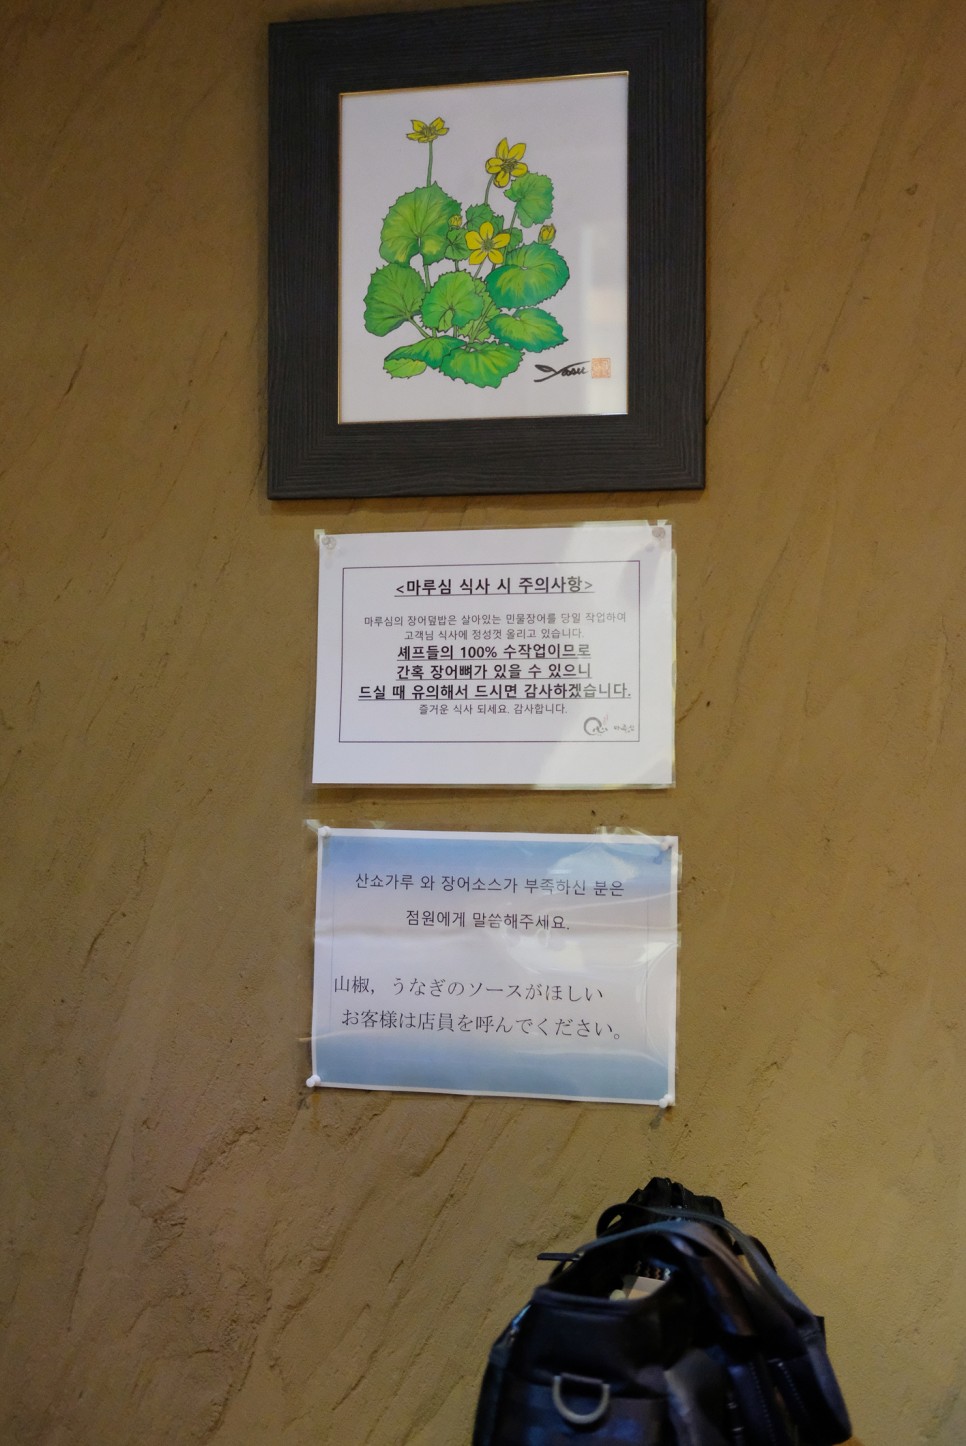 Yasu
<마루심 식사 시 주의사항>
마루심의 장어덮밥은 살아있는 민물장어를 당일 작업하여
고객님 식사에 정성껏 올리고 있습니다.
셰프들의 100% 수작업이므로
간혹 장어뼈가 있을 수 있으니
드실 때 유의해서 드시면 감사하겠습니다.
즐거운 식사 되세요. 감사합니다.
마루심
산쇼가루 와 장어소스가 부족하신 분은
점원에게 말씀해주세요.
山椒，うなぎのソースがほしい
お客様は店員を呼んでください。